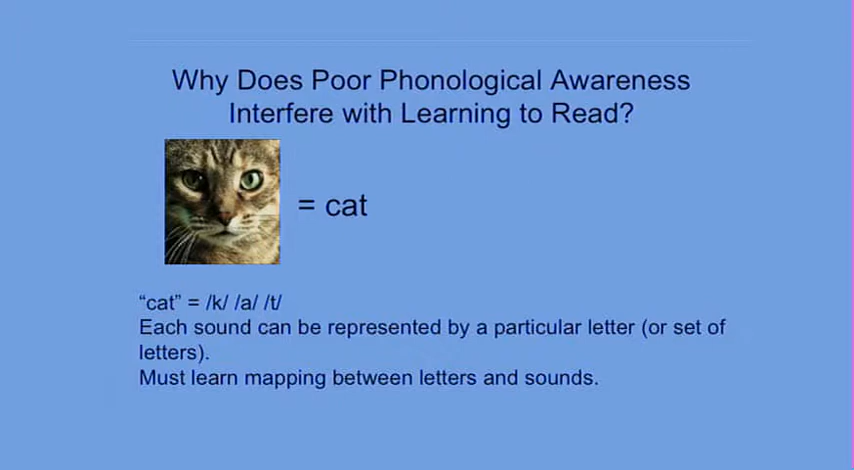 Why Does Poor Phonological Awareness
Interfere with Learning to Read?
= cat
“cat” = /k/ /a/ /t/
Each sound can be represented by a particular letter (or set of
letters).
Must learn mapping between letters and sounds.